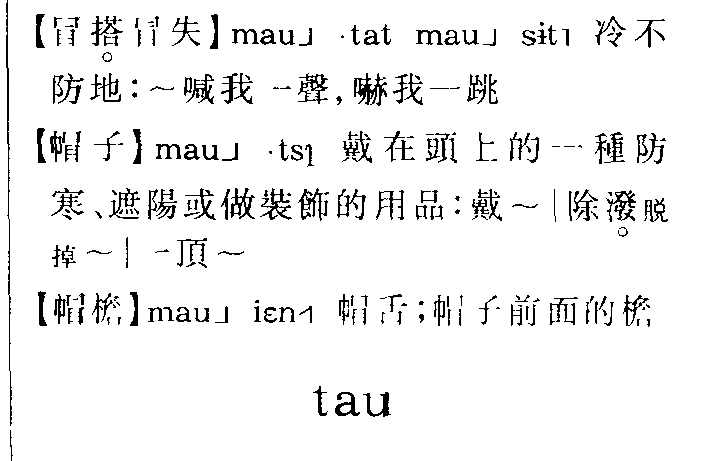 【冒搭冒失】mau˩ ·tat mau˩ sɨt˥ 冷不
防地：～喊我一聲，嚇我一跳
【帽子】mau˩ ·tsɿ 戴在頭上的一種防
寒、遮陽或做裝飾的用品：戴～｜除潑脱
掉～｜一頂～
【帽檐】mau˩ iɛn˧˥ 帽舌；帽子前面的檐
tau